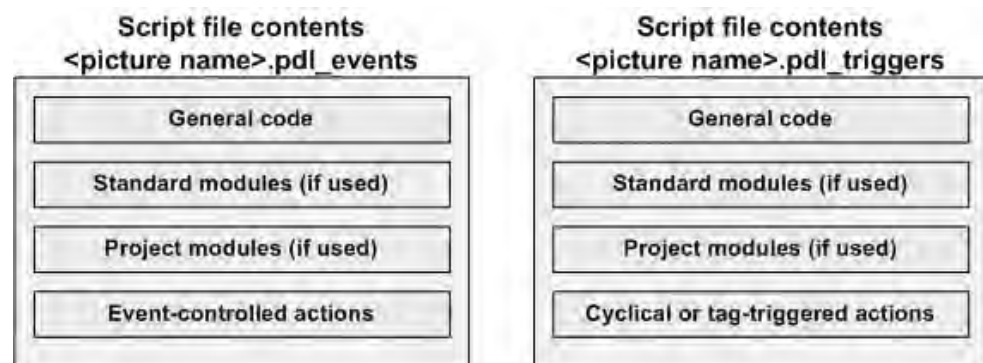 Script file contents
<picture name>.pdl_events
General code
Standard modules (if used)
Project modules (if used)
Event-controlled actions
Script file contents
<picture name>.pdl_triggers
General code
Standard modules (if used)
Project modules (if used)
Cyclical or tag-triggered actions